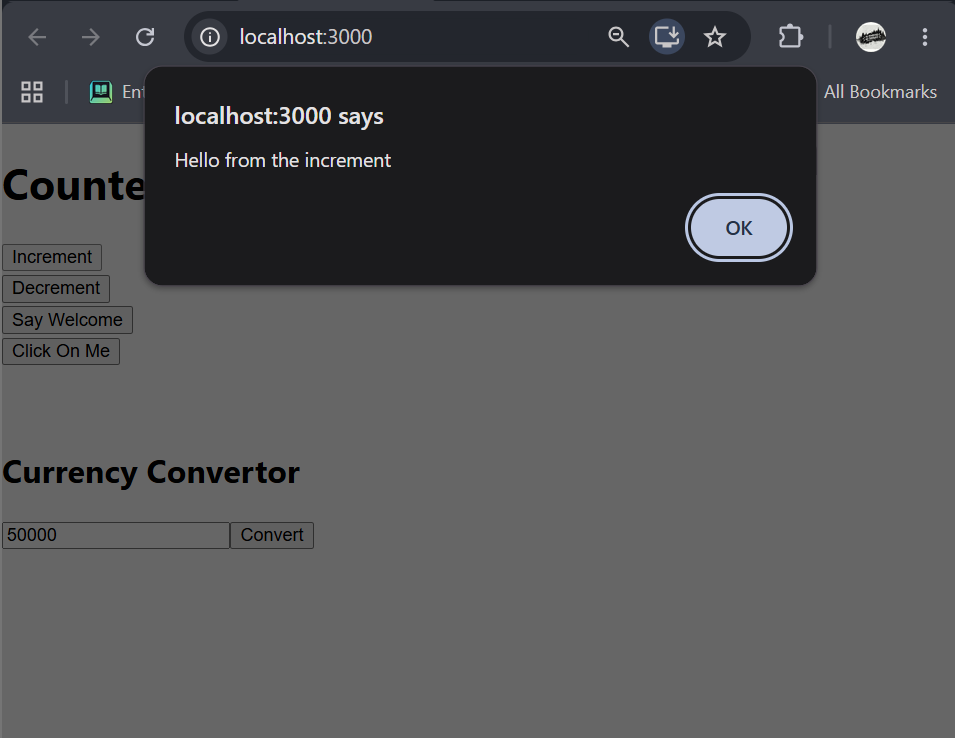 localhost:3000
All Bookmarks
localhost:3000 says
Hello from the increment
OK
Increment
Decrement
Say Welcome
Click On Me
Currency Convertor
50000
Convert